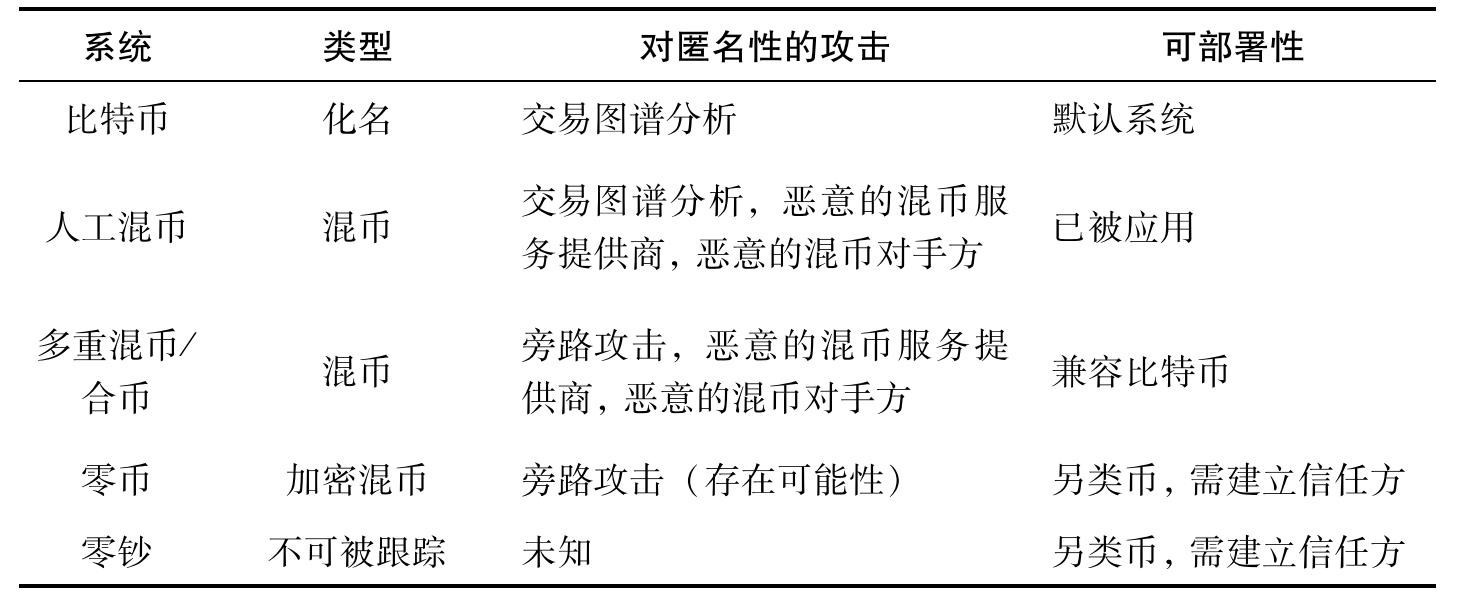 系统 类型 对匿名性的攻击 可部署性
比特币 化名 交易图谱分析 默认系统
人工混币 混币 交易图谱分析，恶意的混币服
务提供商，恶意的混币对手方 已被应用
多重混币/
合币 混币 旁路攻击，恶意的混币服务提
供商，恶意的混币对手方 兼容比特币
零币 加密混币 旁路攻击（存在可能性） 另类币，需建立信任方
零钞 不可被跟踪 未知 另类币，需建立信任方